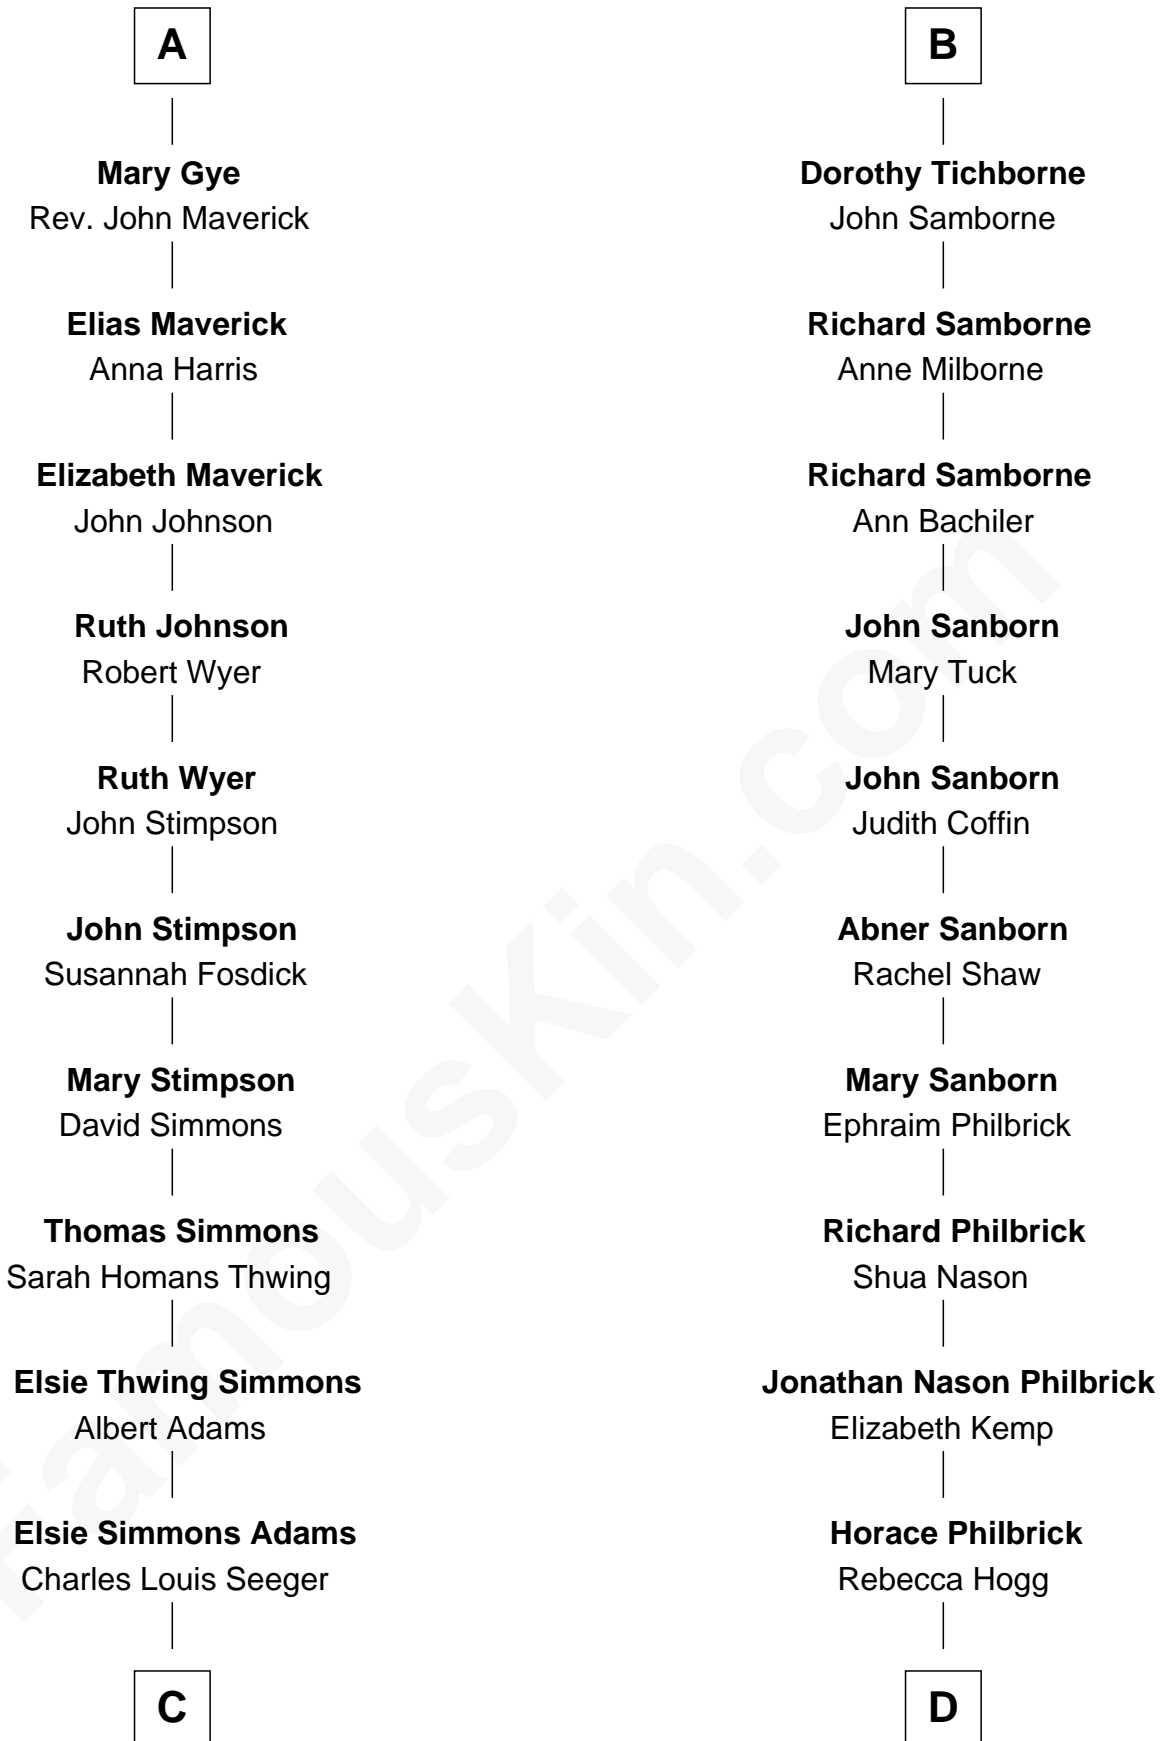 A
Mary Gye
Rev. John Maverick
Elias Maverick
Anna Harris
Elizabeth Maverick
John Johnson
Ruth Johnson
Robert Wyer
Ruth Wyer
John Stimpson
John Stimpson
Susannah Fosdick
Mary Stimpson
David Simmons
Thomas Simmons
Sarah Homans Thwing
Elsie Thwing Simmons
Albert Adams
Elsie Simmons Adams
Charles Louis Seeger
C
B
Dorothy Tichborne
John Samborne
Richard Samborne
Anne Milborne
Richard Samborne
Ann Bachiler
John Sanborn
Mary Tuck
John Sanborn
Judith Coffin
Abner Sanborn
Rachel Shaw
Mary Sanborn
Ephraim Philbrick
Richard Philbrick
Shua Nason
Jonathan Nason Philbrick
Elizabeth Kemp
Horace Philbrick
Rebecca Hogg
D
FamousKin.com